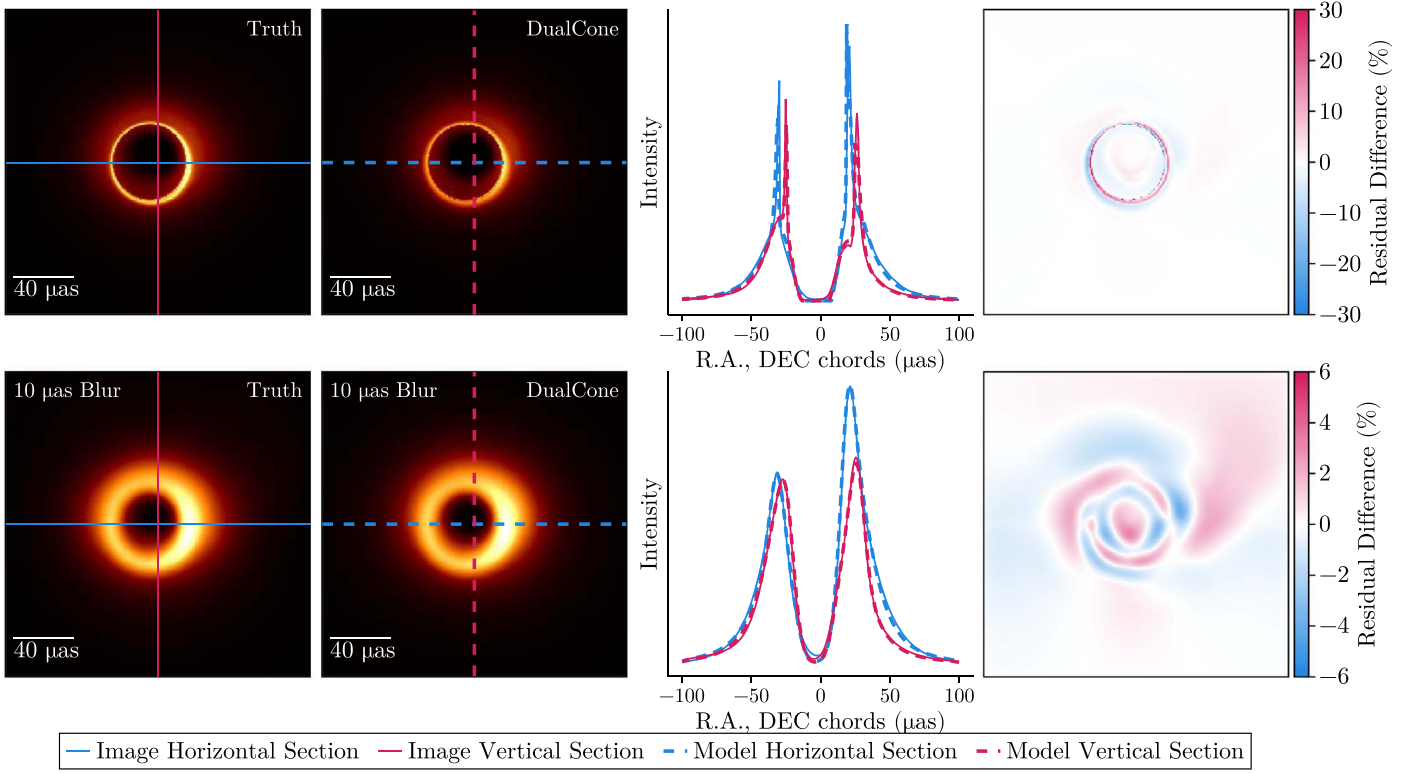 Truth
40 μas
DualCone
40 μas
Intensity
−100 −50 0 50 100
R.A., DEC chords (μas)
30
20
10
0
−10
−20
−30
Residual Difference (%)
10 μas Blur Truth
40 μas
10 μas Blur DualCone
40 μas
Intensity
−100 −50 0 50 100
R.A., DEC chords (μas)
6
4
2
0
−2
−4
−6
Residual Difference (%)
Image Horizontal Section Image Vertical Section Model Horizontal Section Model Vertical Section